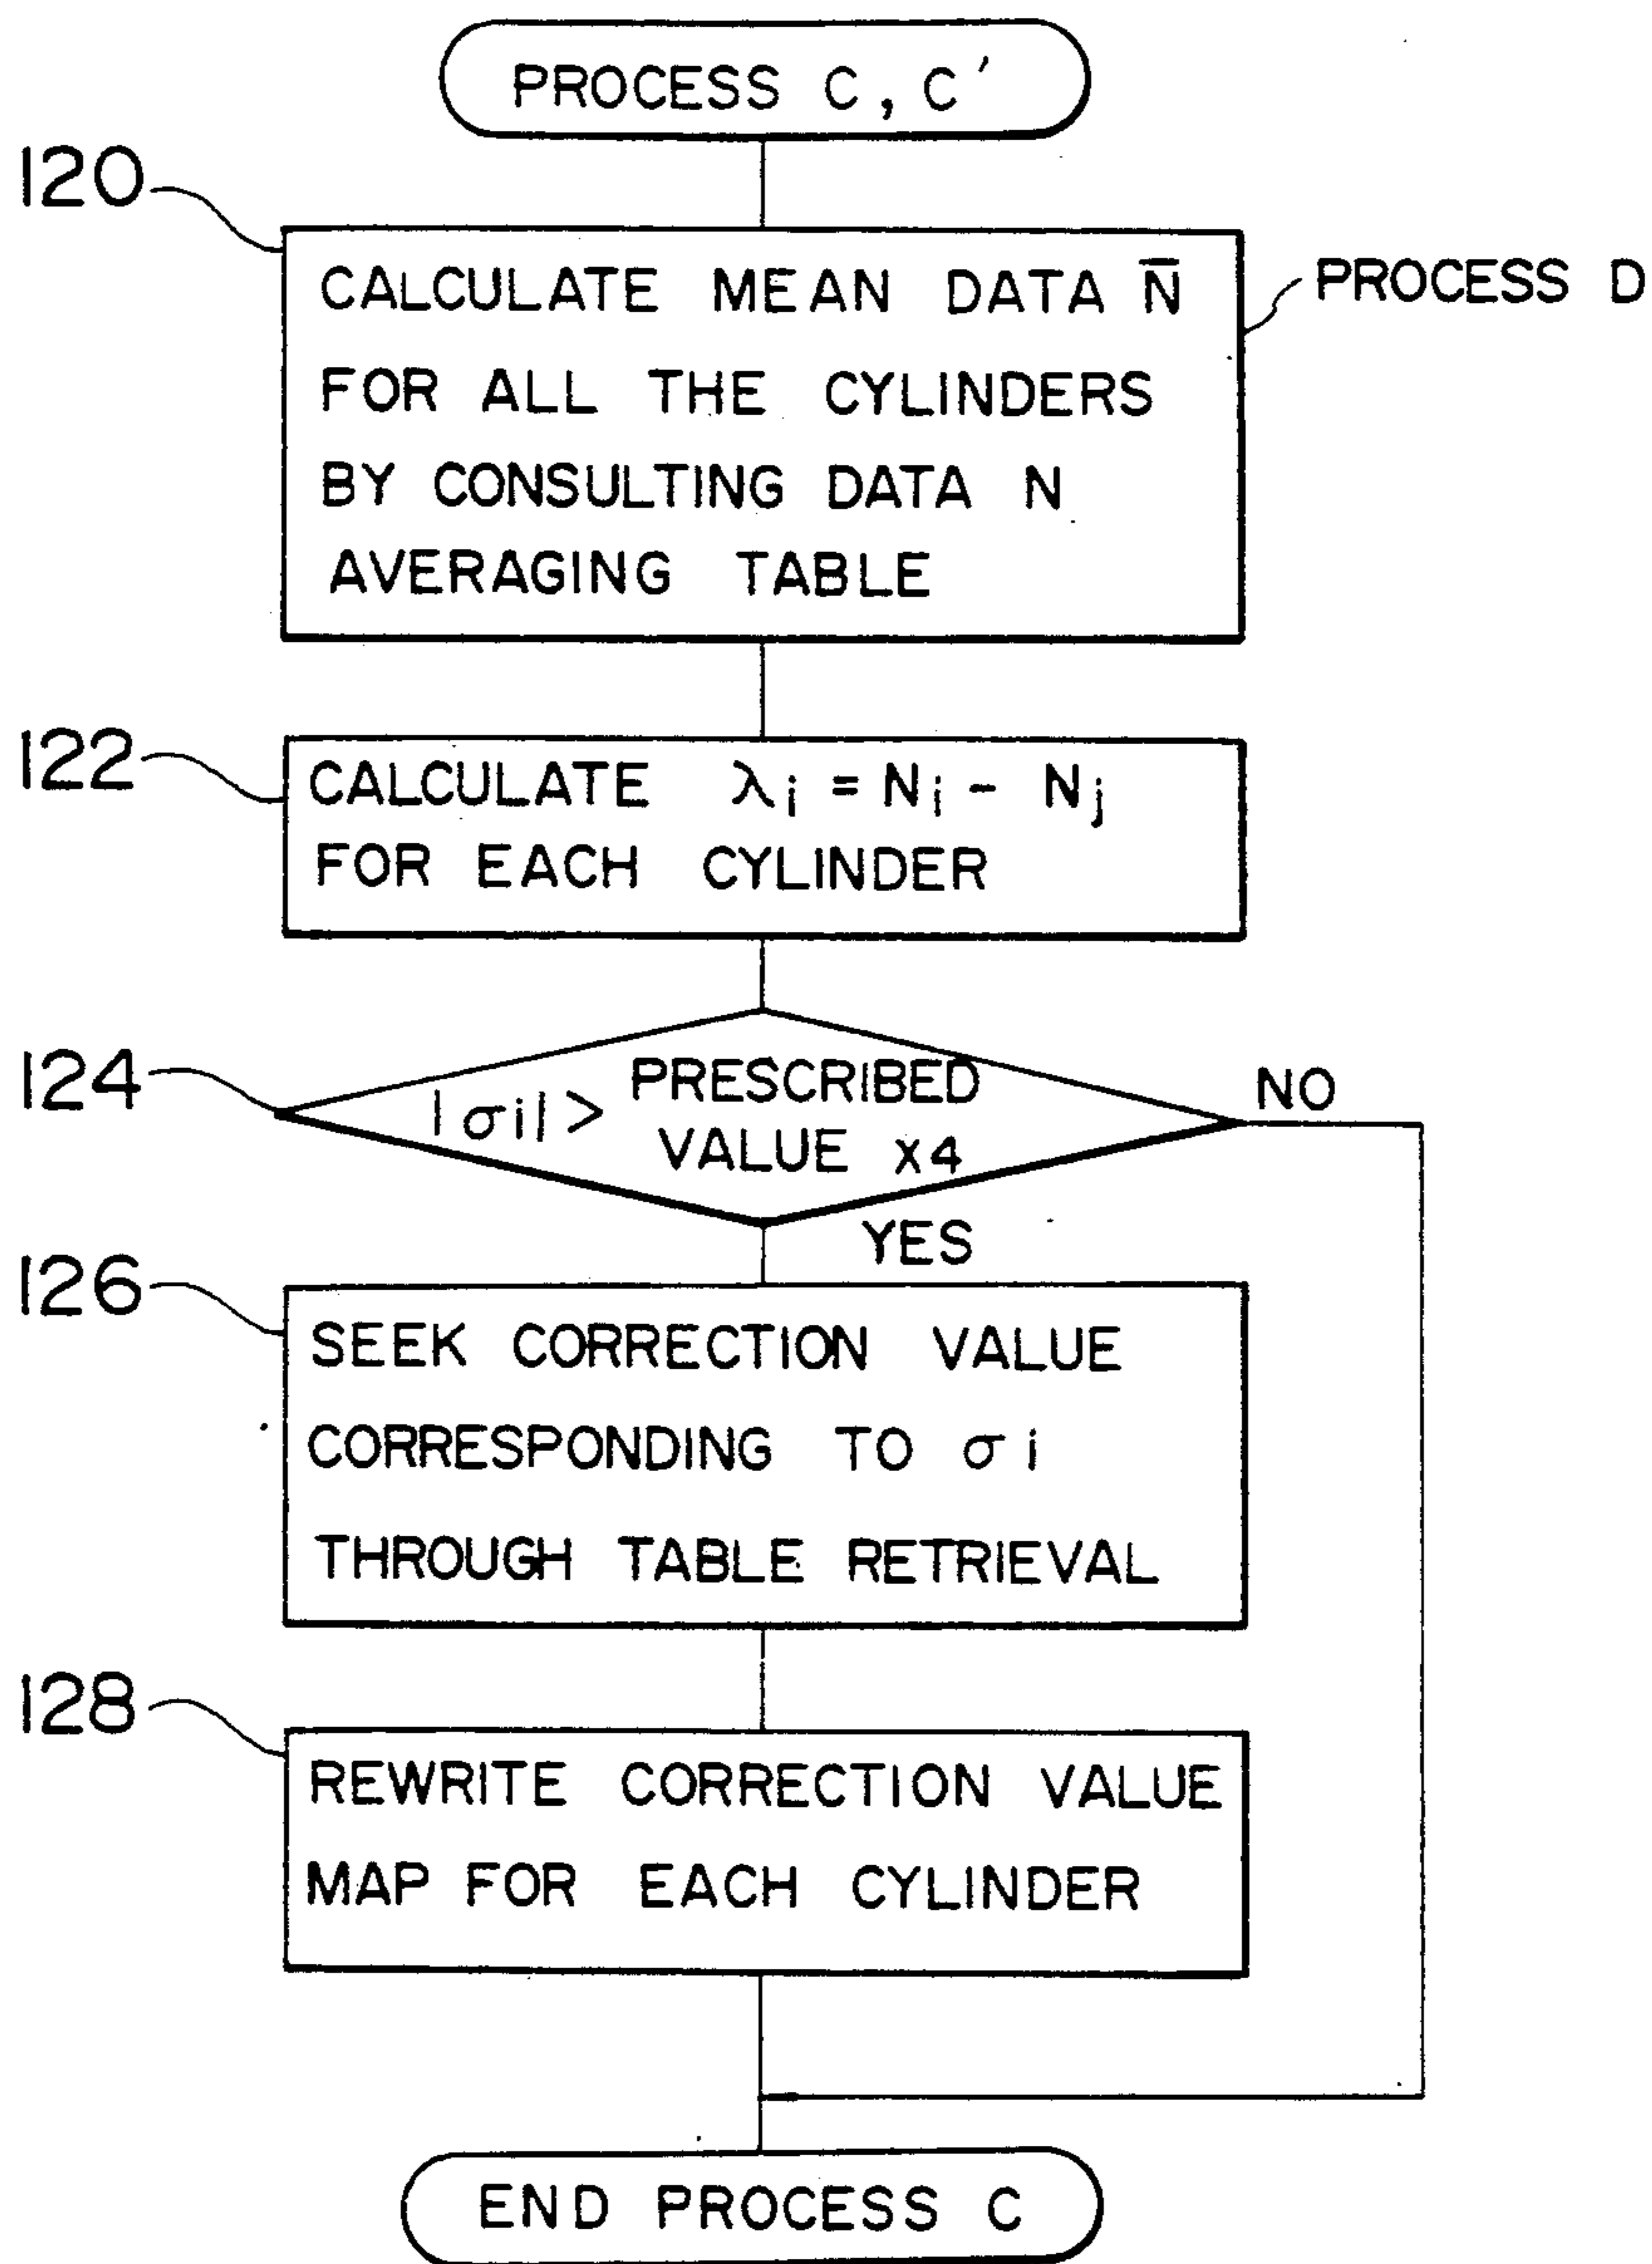 PROCESS C, C'
120
CALCULATE MEAN DATA N̅
PROCESS D
FOR ALL THE CYLINDERS
BY CONSULTING DATA N
AVERAGING TABLE
122
CALCULATE λi = Ni - Nj
FOR EACH CYLINDER
124
|σi| > PRESCRIBED
VALUE x4
NO
YES
126
SEEK CORRECTION VALUE
CORRESPONDING TO σi
THROUGH TABLE RETRIEVAL
128
REWRITE CORRECTION VALUE
MAP FOR EACH CYLINDER
END PROCESS C